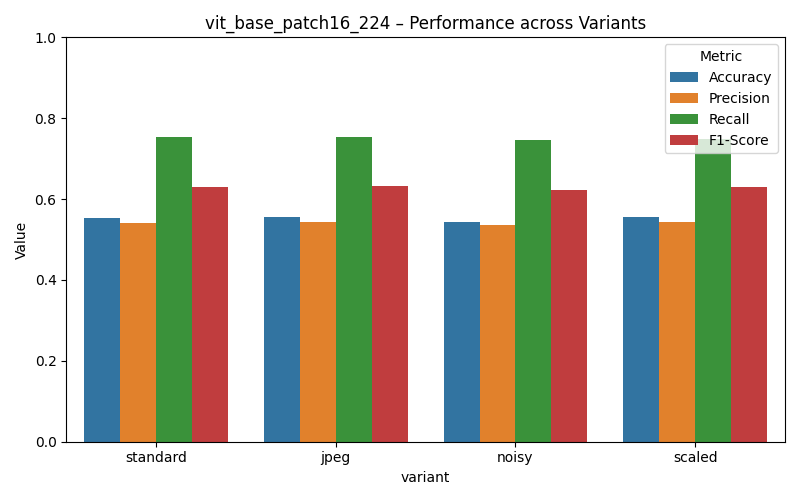 vit_base_patch16_224 – Performance across Variants
Value
1.0
0.8
0.6
0.4
0.2
0.0
Metric
Accuracy
Precision
Recall
F1-Score
standard
jpeg
noisy
scaled
variant